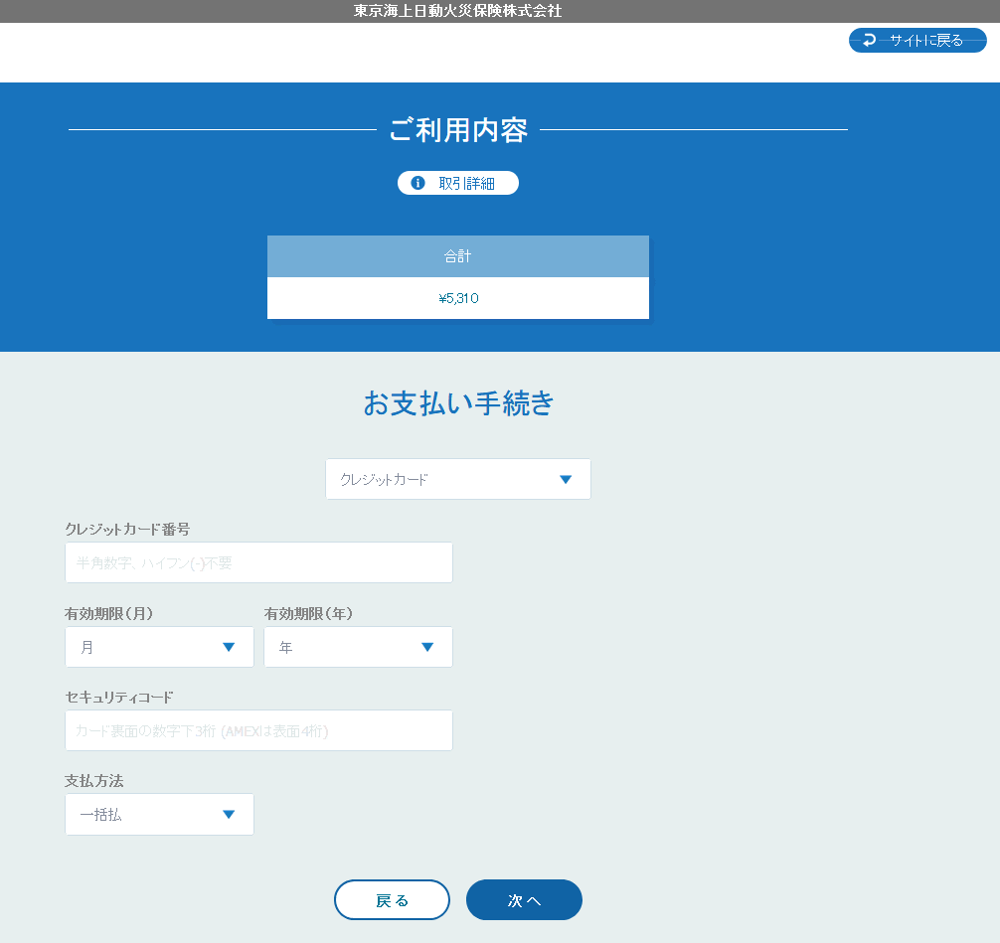 東京海上日動火災保険株式会社
サイトに戻る
ご利用内容
取引詳細
合計
¥5,310
お支払い手続き
クレジットカード
クレジットカード番号
半角数字、ハイフン(-)不要
有効期限(月) 有効期限(年)
月 年
セキュリティコード
カード裏面の数字下3桁 (AMEXは表面4桁)
支払方法
一括払
戻る 次へ